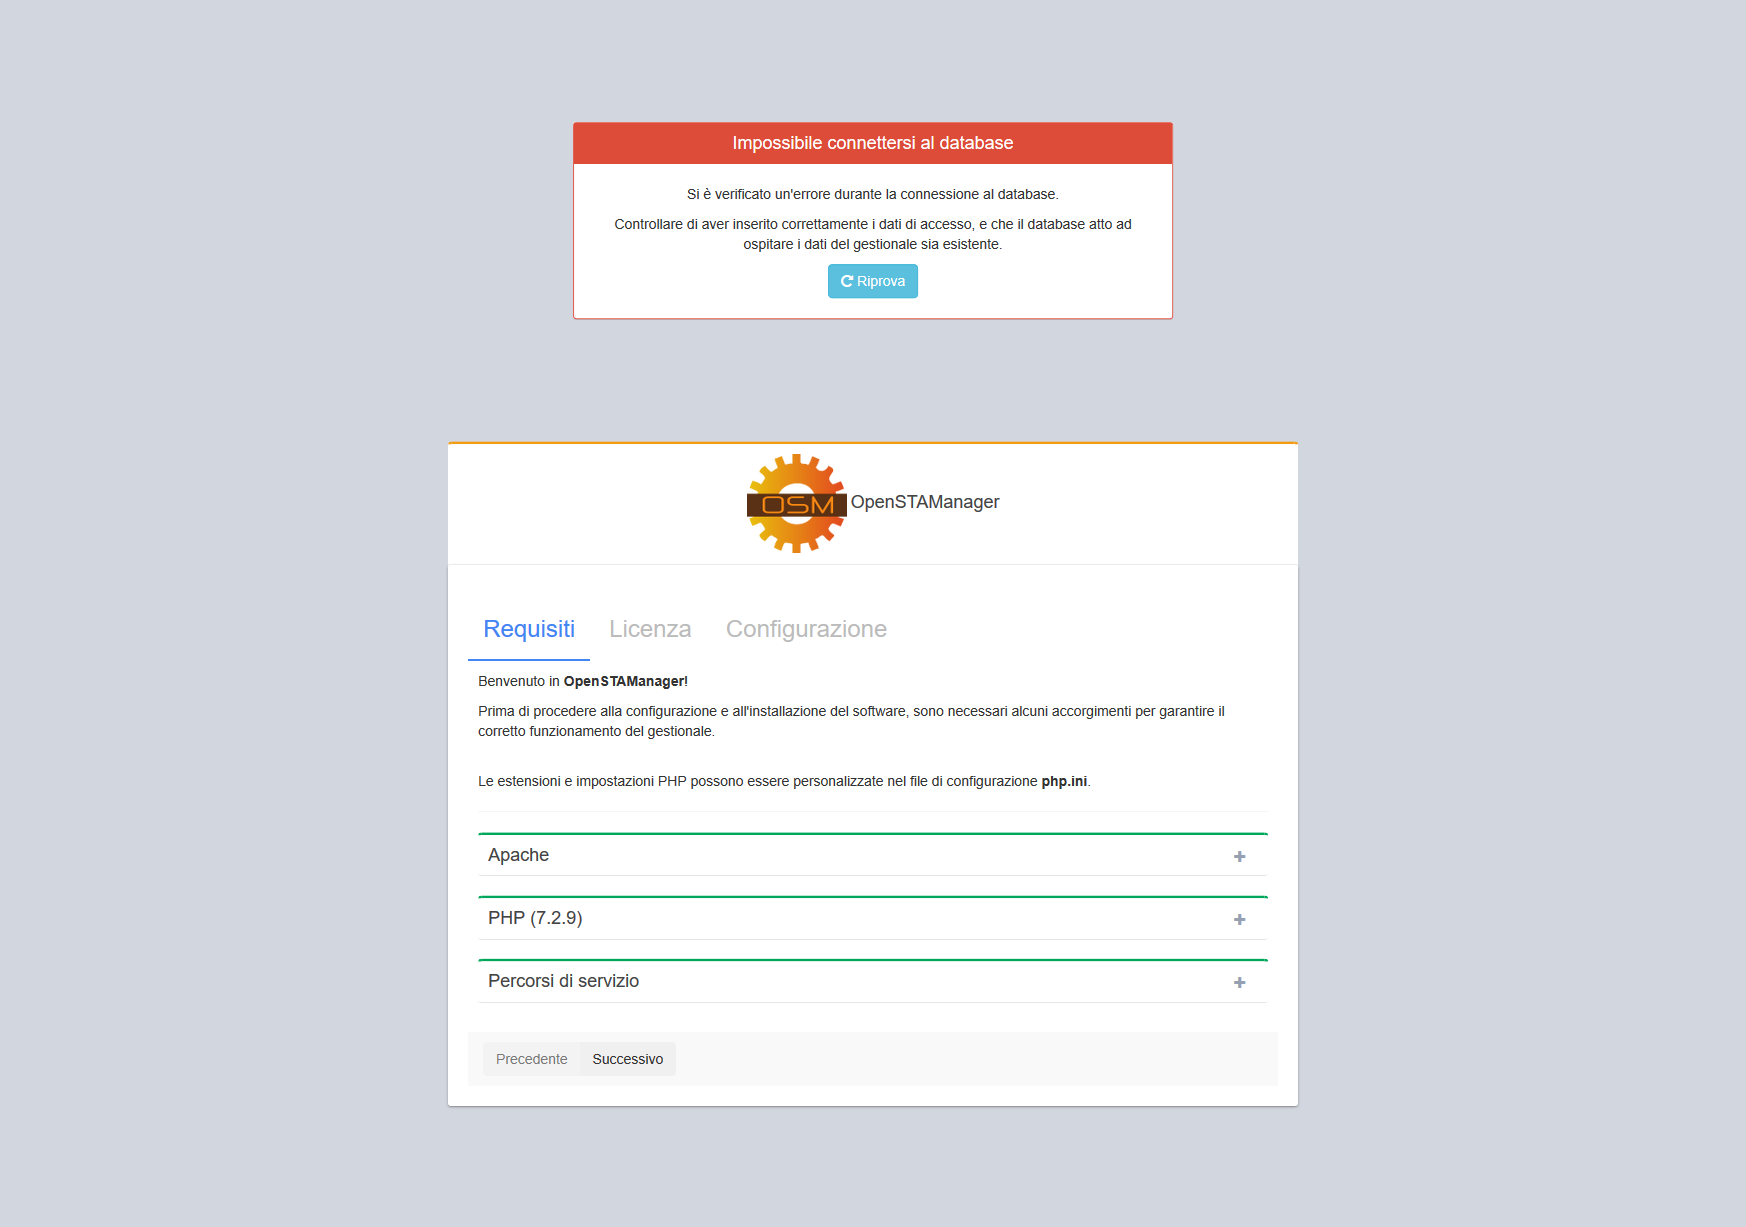 Impossibile connettersi al database
Si è verificato un'errore durante la connessione al database.
Controllare di aver inserito correttamente i dati di accesso, e che il database atto ad
ospitare i dati del gestionale sia esistente.
Riprova
OSM OpenSTAManager
Requisiti Licenza Configurazione
Benvenuto in OpenSTAManager!
Prima di procedere alla configurazione e all'installazione del software, sono necessari alcuni accorgimenti per garantire il
corretto funzionamento del gestionale.
Le estensioni e impostazioni PHP possono essere personalizzate nel file di configurazione php.ini.
Apache
PHP (7.2.9)
Percorsi di servizio
Precedente Successivo